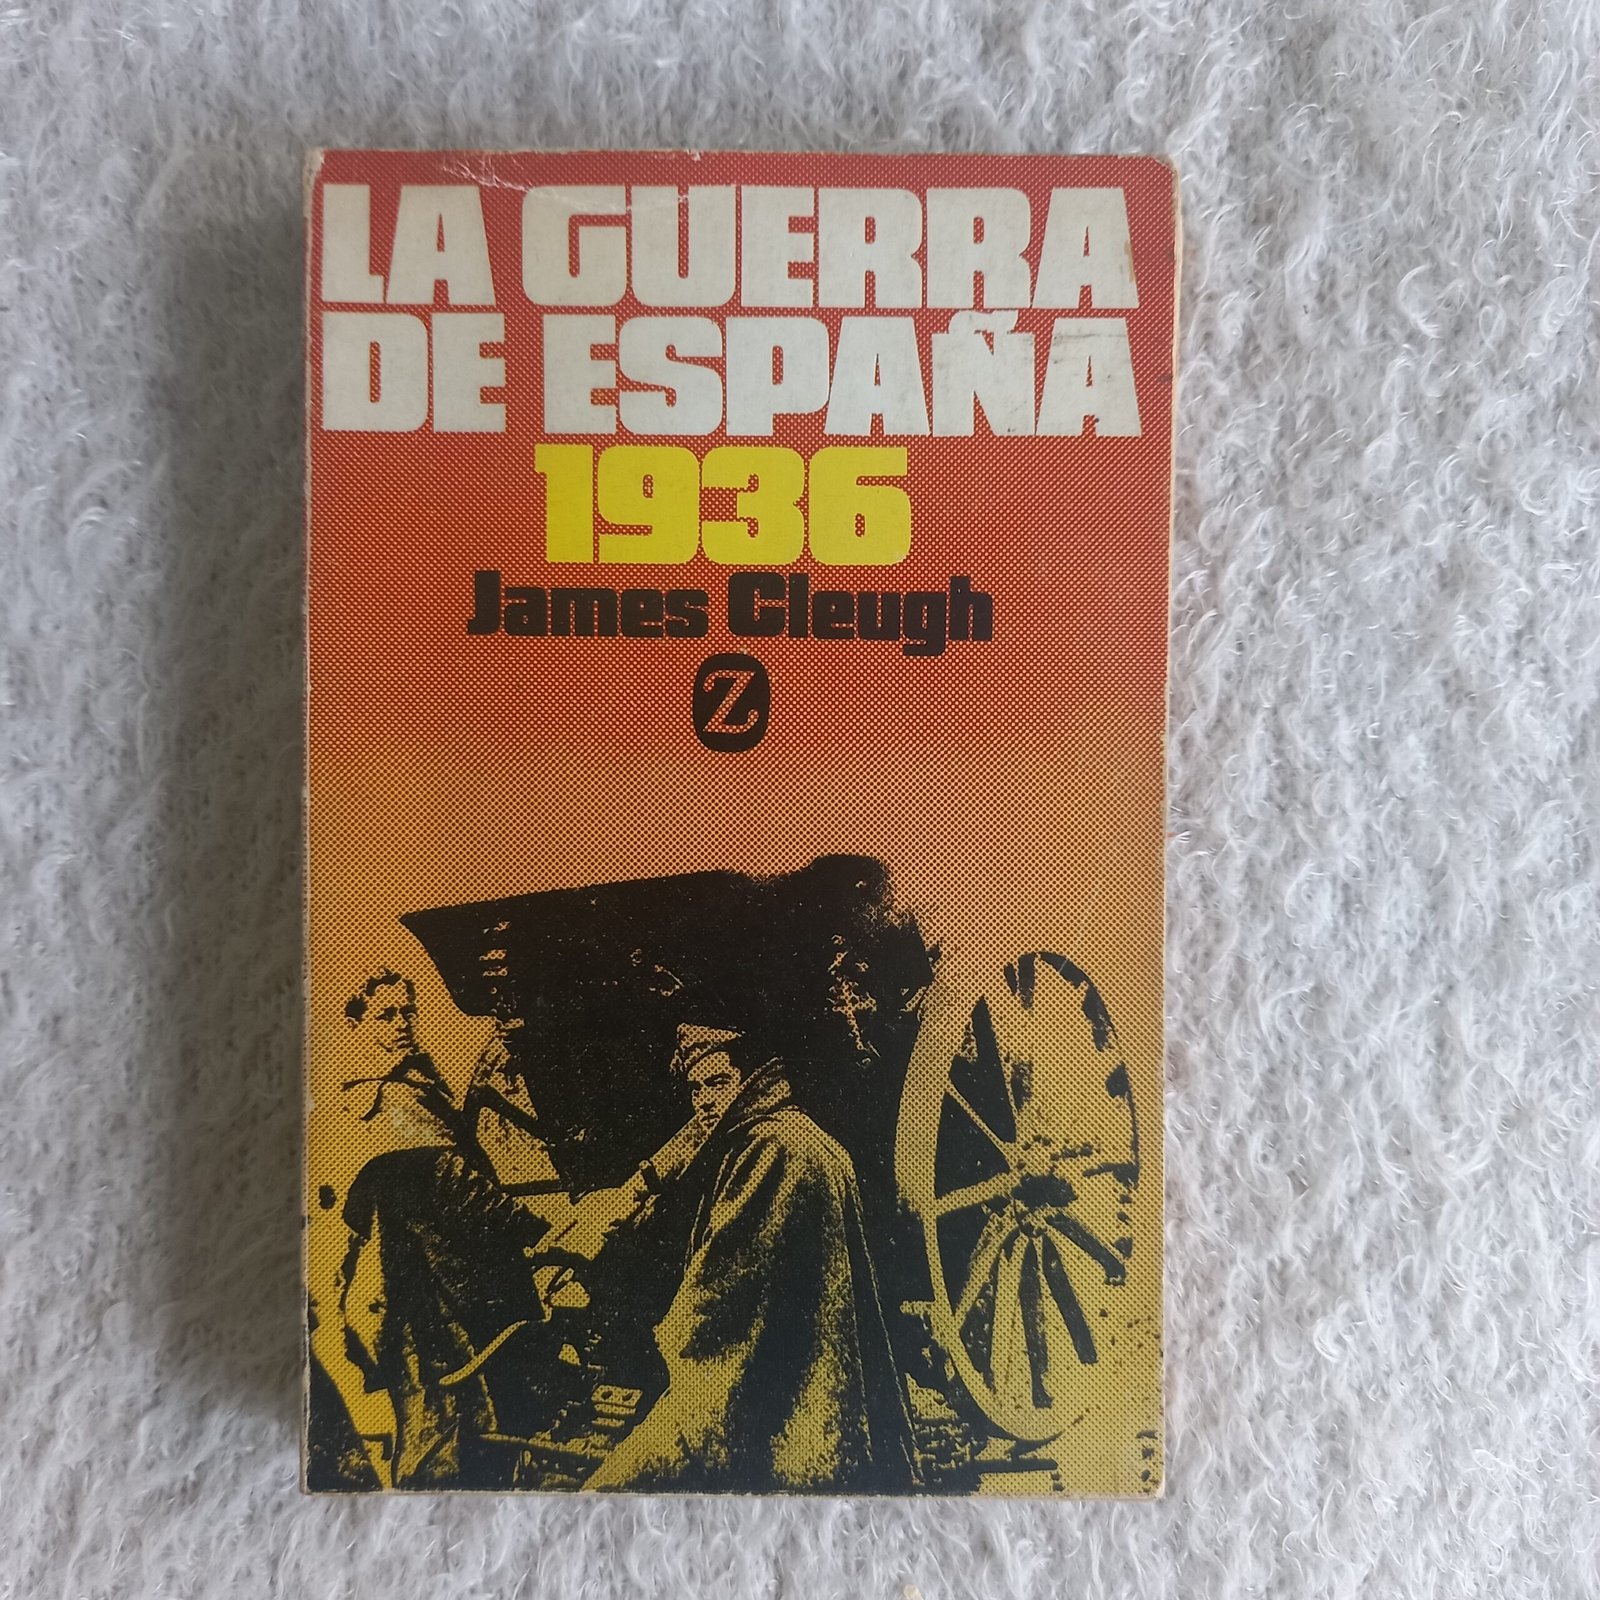 LA GUERRA
DE ESPAÑA
1936
James Cleugh
Z